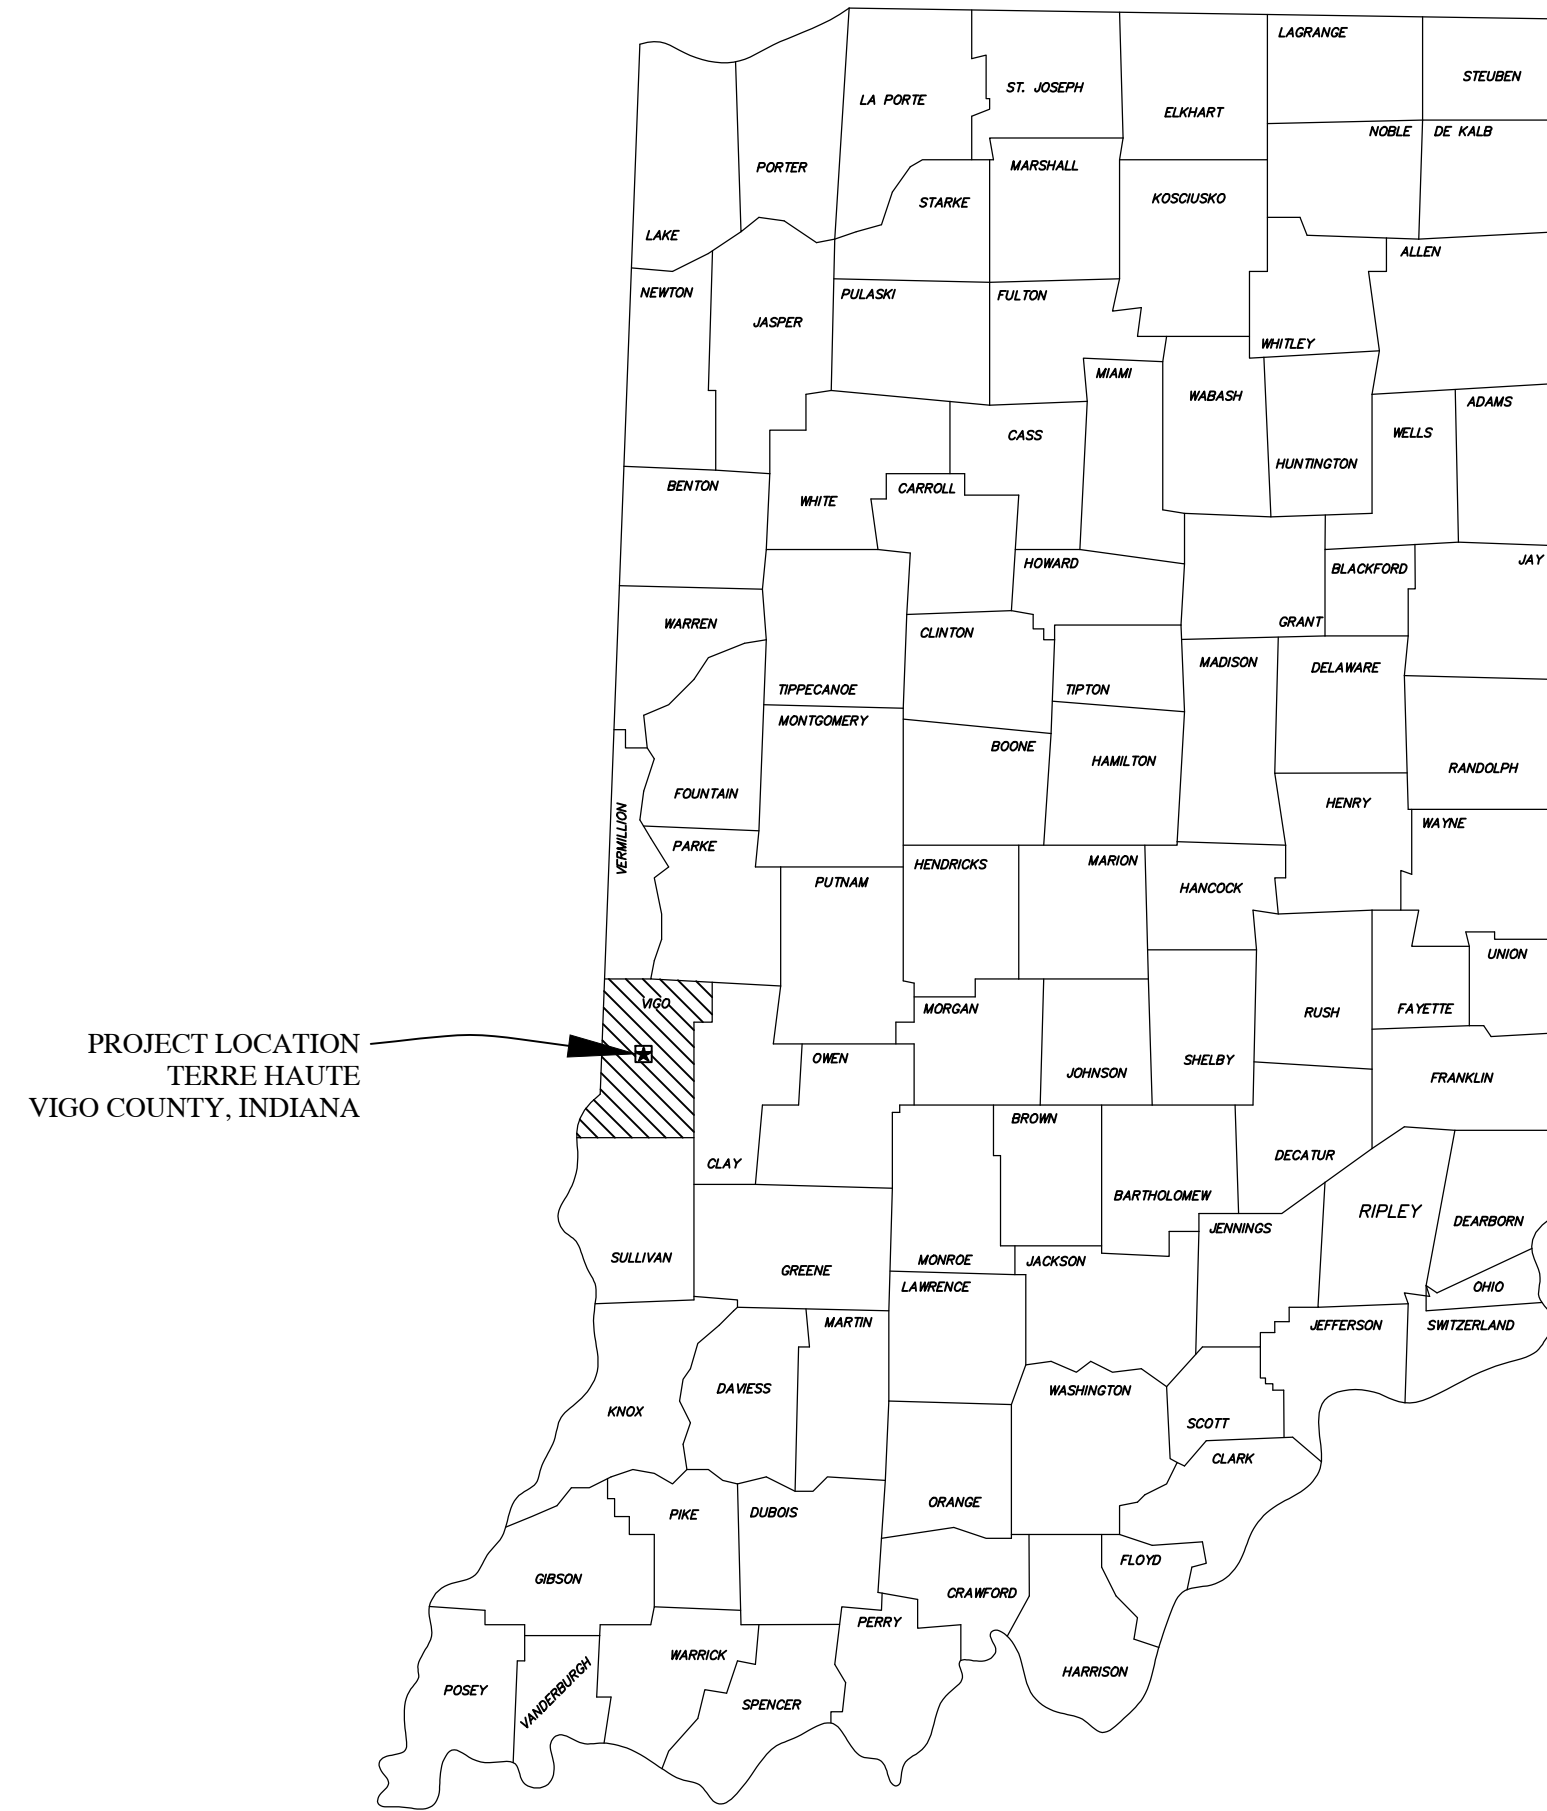 LAGRANGE
STEUBEN
ST. JOSEPH
LA PORTE
ELKHART
NOBLE
DE KALB
PORTER
MARSHALL
KOSCIUSKO
STARKE
LAKE
ALLEN
NEWTON
PULASKI
FULTON
JASPER
WHITLEY
MIAMI
WABASH
ADAMS
CASS
WELLS
HUNTINGTON
BENTON
CARROLL
WHITE
HOWARD
BLACKFORD
JAY
WARREN
CLINTON
GRANT
MADISON
DELAWARE
TIPPECANOE
TIPTON
MONTGOMERY
BOONE
HAMILTON
RANDOLPH
FOUNTAIN
HENRY
VERMILLION
WAYNE
PARKE
HENDRICKS
MARION
PUTNAM
HANCOCK
UNION
VIGO
MORGAN
RUSH
FAYETTE
PROJECT LOCATION
TERRE HAUTE
VIGO COUNTY, INDIANA
OWEN
SHELBY
JOHNSON
FRANKLIN
BROWN
CLAY
DECATUR
BARTHOLOMEW
RIPLEY
DEARBORN
JENNINGS
SULLIVAN
MONROE
JACKSON
GREENE
LAWRENCE
OHIO
MARTIN
JEFFERSON
SWITZERLAND
DAVIESS
WASHINGTON
KNOX
SCOTT
CLARK
ORANGE
PIKE
DUBOIS
FLOYD
GIBSON
CRAWFORD
PERRY
WARRICK
HARRISON
POSEY
VANDERBURGH
SPENCER